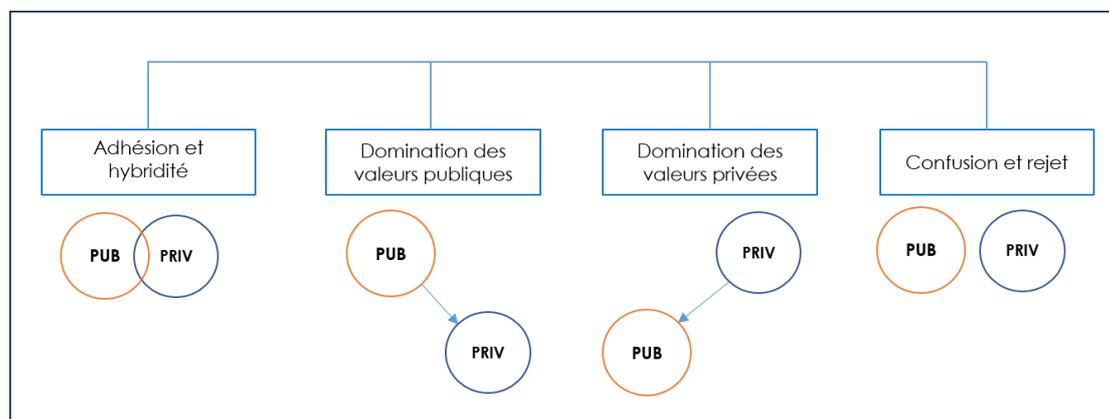 Adhésion et
hybridité
Domination des
valeurs publiques
Domination des
valeurs privées
Confusion et rejet
PUB
PRIV
PUB
PRIV
PRIV
PUB
PUB
PRIV